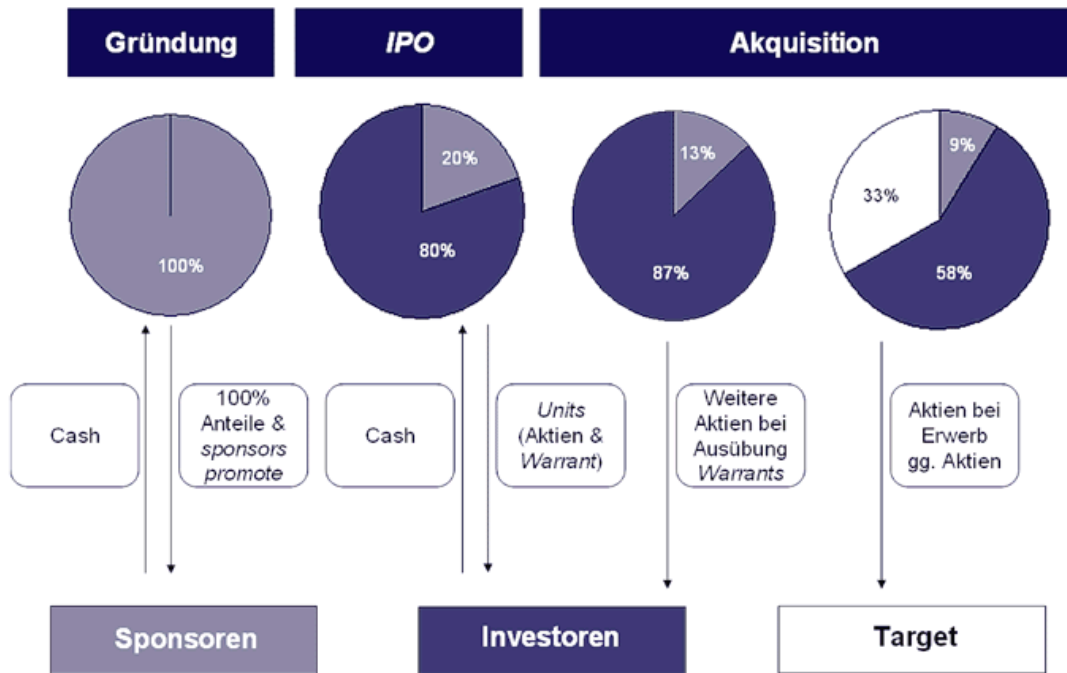 Gründung
IPO
Akquisition
100%
20%
80%
13%
87%
9%
33%
58%
Cash
100%
Anteile &
sponsors
promote
Cash
Units
(Aktien &
Warrant)
Weitere
Aktien bei
Ausübung
Warrants
Aktien bei
Erwerb
gg. Aktien
Sponsoren
Investoren
Target